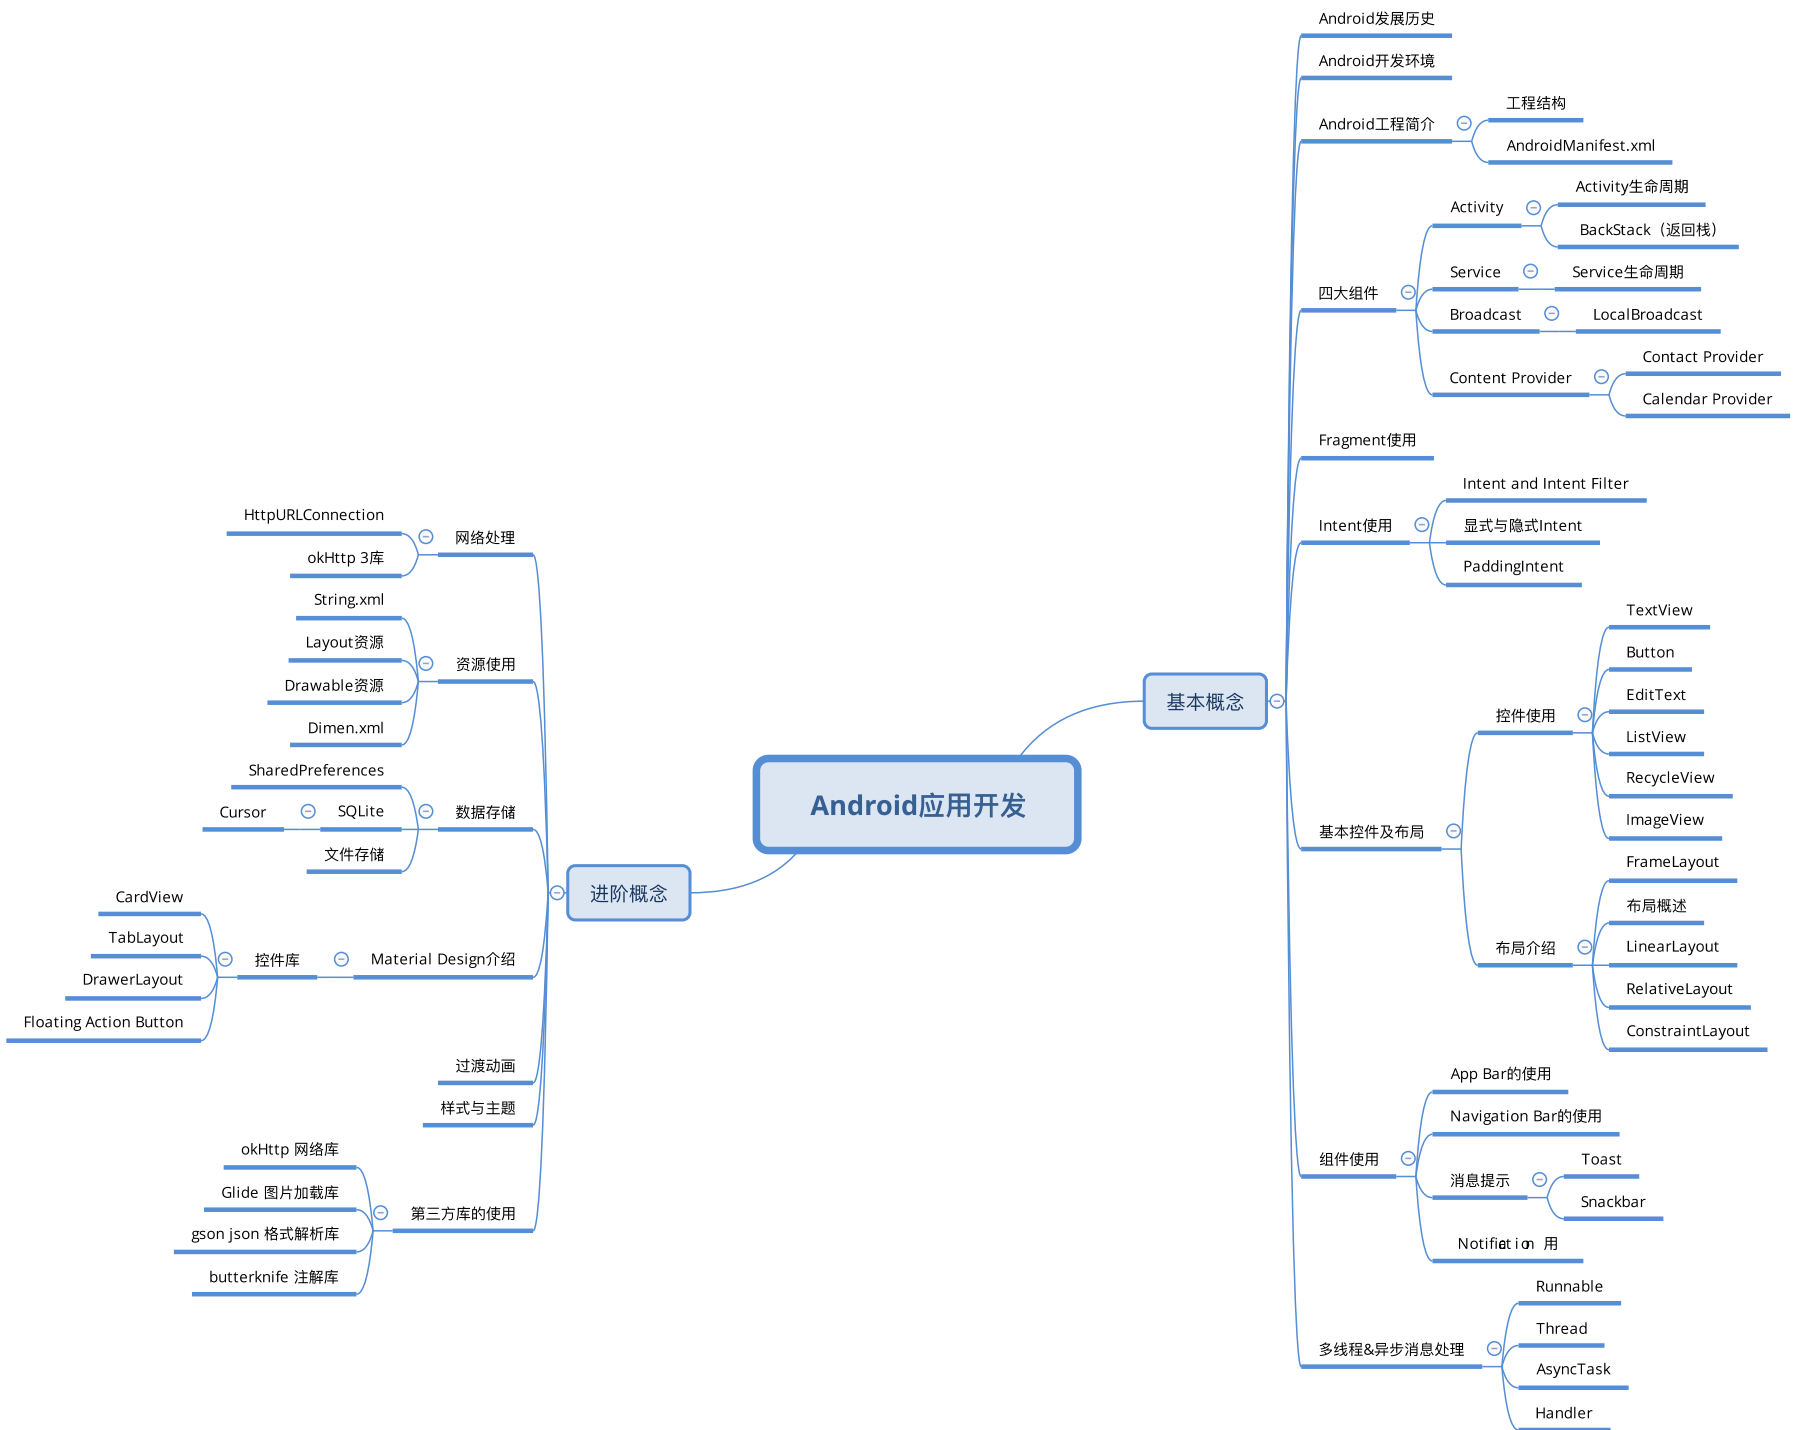 Android应用开发
基本概念
Android发展历史
Android开发环境
Android工程简介
工程结构
AndroidManifest.xml
四大组件
Activity
Activity生命周期
BackStack（返回栈）
Service
Service生命周期
Broadcast
LocalBroadcast
Content Provider
Contact Provider
Calendar Provider
Fragment使用
Intent使用
Intent and Intent Filter
显式与隐式Intent
PaddingIntent
基本控件及布局
控件使用
TextView
Button
EditText
ListView
RecycleView
ImageView
布局介绍
FrameLayout
布局概述
LinearLayout
RelativeLayout
ConstraintLayout
组件使用
App Bar的使用
Navigation Bar的使用
消息提示
Toast
Snackbar
Notification 用
多线程&异步消息处理
Runnable
Thread
AsyncTask
Handler
进阶概念
网络处理
HttpURLConnection
okHttp 3库
资源使用
String.xml
Layout资源
Drawable资源
Dimen.xml
数据存储
SharedPreferences
SQLite
Cursor
文件存储
Material Design介绍
控件库
CardView
TabLayout
DrawerLayout
Floating Action Button
过渡动画
样式与主题
第三方库的使用
okHttp 网络库
Glide 图片加载库
gson json 格式解析库
butterknife 注解库